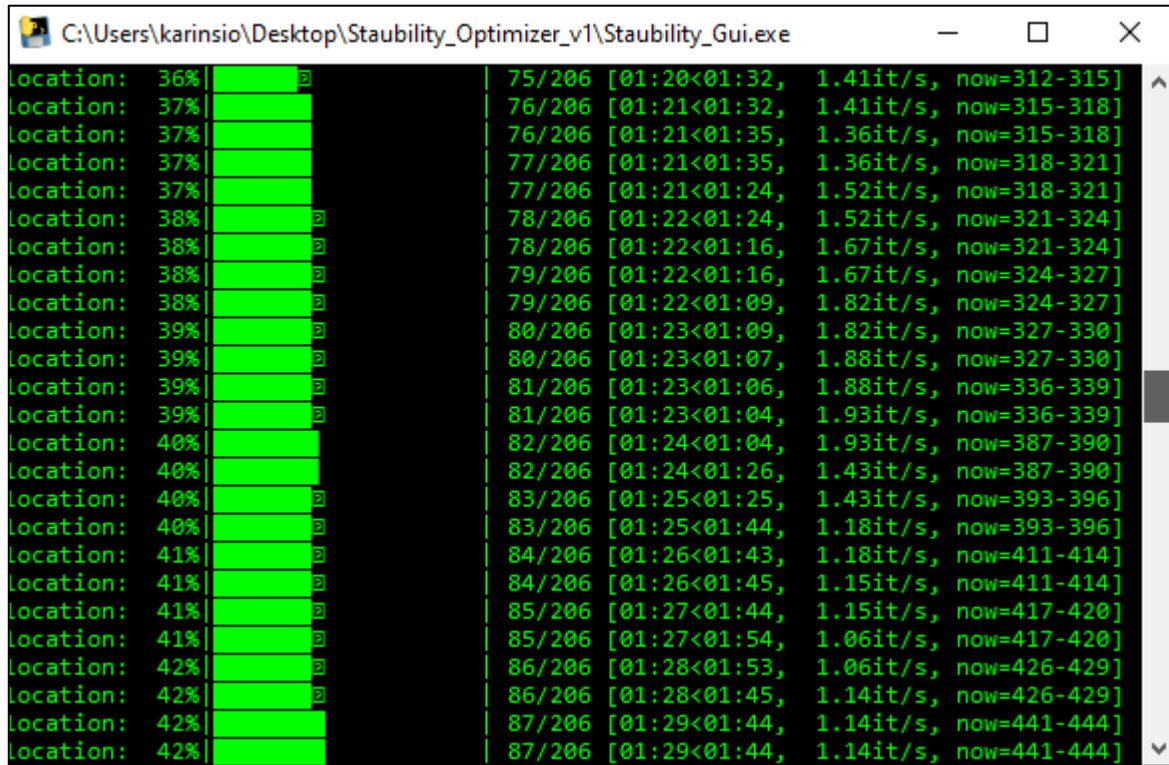 C:\Users\karinsio\Desktop\Staubility_Optimizer_v1\Staubility_Gui.exe
location: 36%| | 75/206 [01:20<01:32, 1.41it/s, now=312-315]
location: 37%| | 76/206 [01:21<01:32, 1.41it/s, now=315-318]
location: 37%| | 76/206 [01:21<01:35, 1.36it/s, now=315-318]
location: 37%| | 77/206 [01:21<01:35, 1.36it/s, now=318-321]
location: 37%| | 77/206 [01:21<01:24, 1.52it/s, now=318-321]
location: 38%| | 78/206 [01:22<01:24, 1.52it/s, now=321-324]
location: 38%| | 78/206 [01:22<01:16, 1.67it/s, now=321-324]
location: 38%| | 79/206 [01:22<01:16, 1.67it/s, now=324-327]
location: 38%| | 79/206 [01:22<01:09, 1.82it/s, now=324-327]
location: 39%| | 80/206 [01:23<01:09, 1.82it/s, now=327-330]
location: 39%| | 80/206 [01:23<01:07, 1.88it/s, now=327-330]
location: 39%| | 81/206 [01:23<01:06, 1.88it/s, now=336-339]
location: 39%| | 81/206 [01:23<01:04, 1.93it/s, now=336-339]
location: 40%| | 82/206 [01:24<01:04, 1.93it/s, now=387-390]
location: 40%| | 82/206 [01:24<01:26, 1.43it/s, now=387-390]
location: 40%| | 83/206 [01:25<01:25, 1.43it/s, now=393-396]
location: 40%| | 83/206 [01:25<01:44, 1.18it/s, now=393-396]
location: 41%| | 84/206 [01:26<01:43, 1.18it/s, now=411-414]
location: 41%| | 84/206 [01:26<01:45, 1.15it/s, now=411-414]
location: 41%| | 85/206 [01:27<01:44, 1.15it/s, now=417-420]
location: 41%| | 85/206 [01:27<01:54, 1.06it/s, now=417-420]
location: 42%| | 86/206 [01:28<01:53, 1.06it/s, now=426-429]
location: 42%| | 86/206 [01:28<01:45, 1.14it/s, now=426-429]
location: 42%| | 87/206 [01:29<01:44, 1.14it/s, now=441-444]
location: 42%| | 87/206 [01:29<01:44, 1.14it/s, now=441-444]